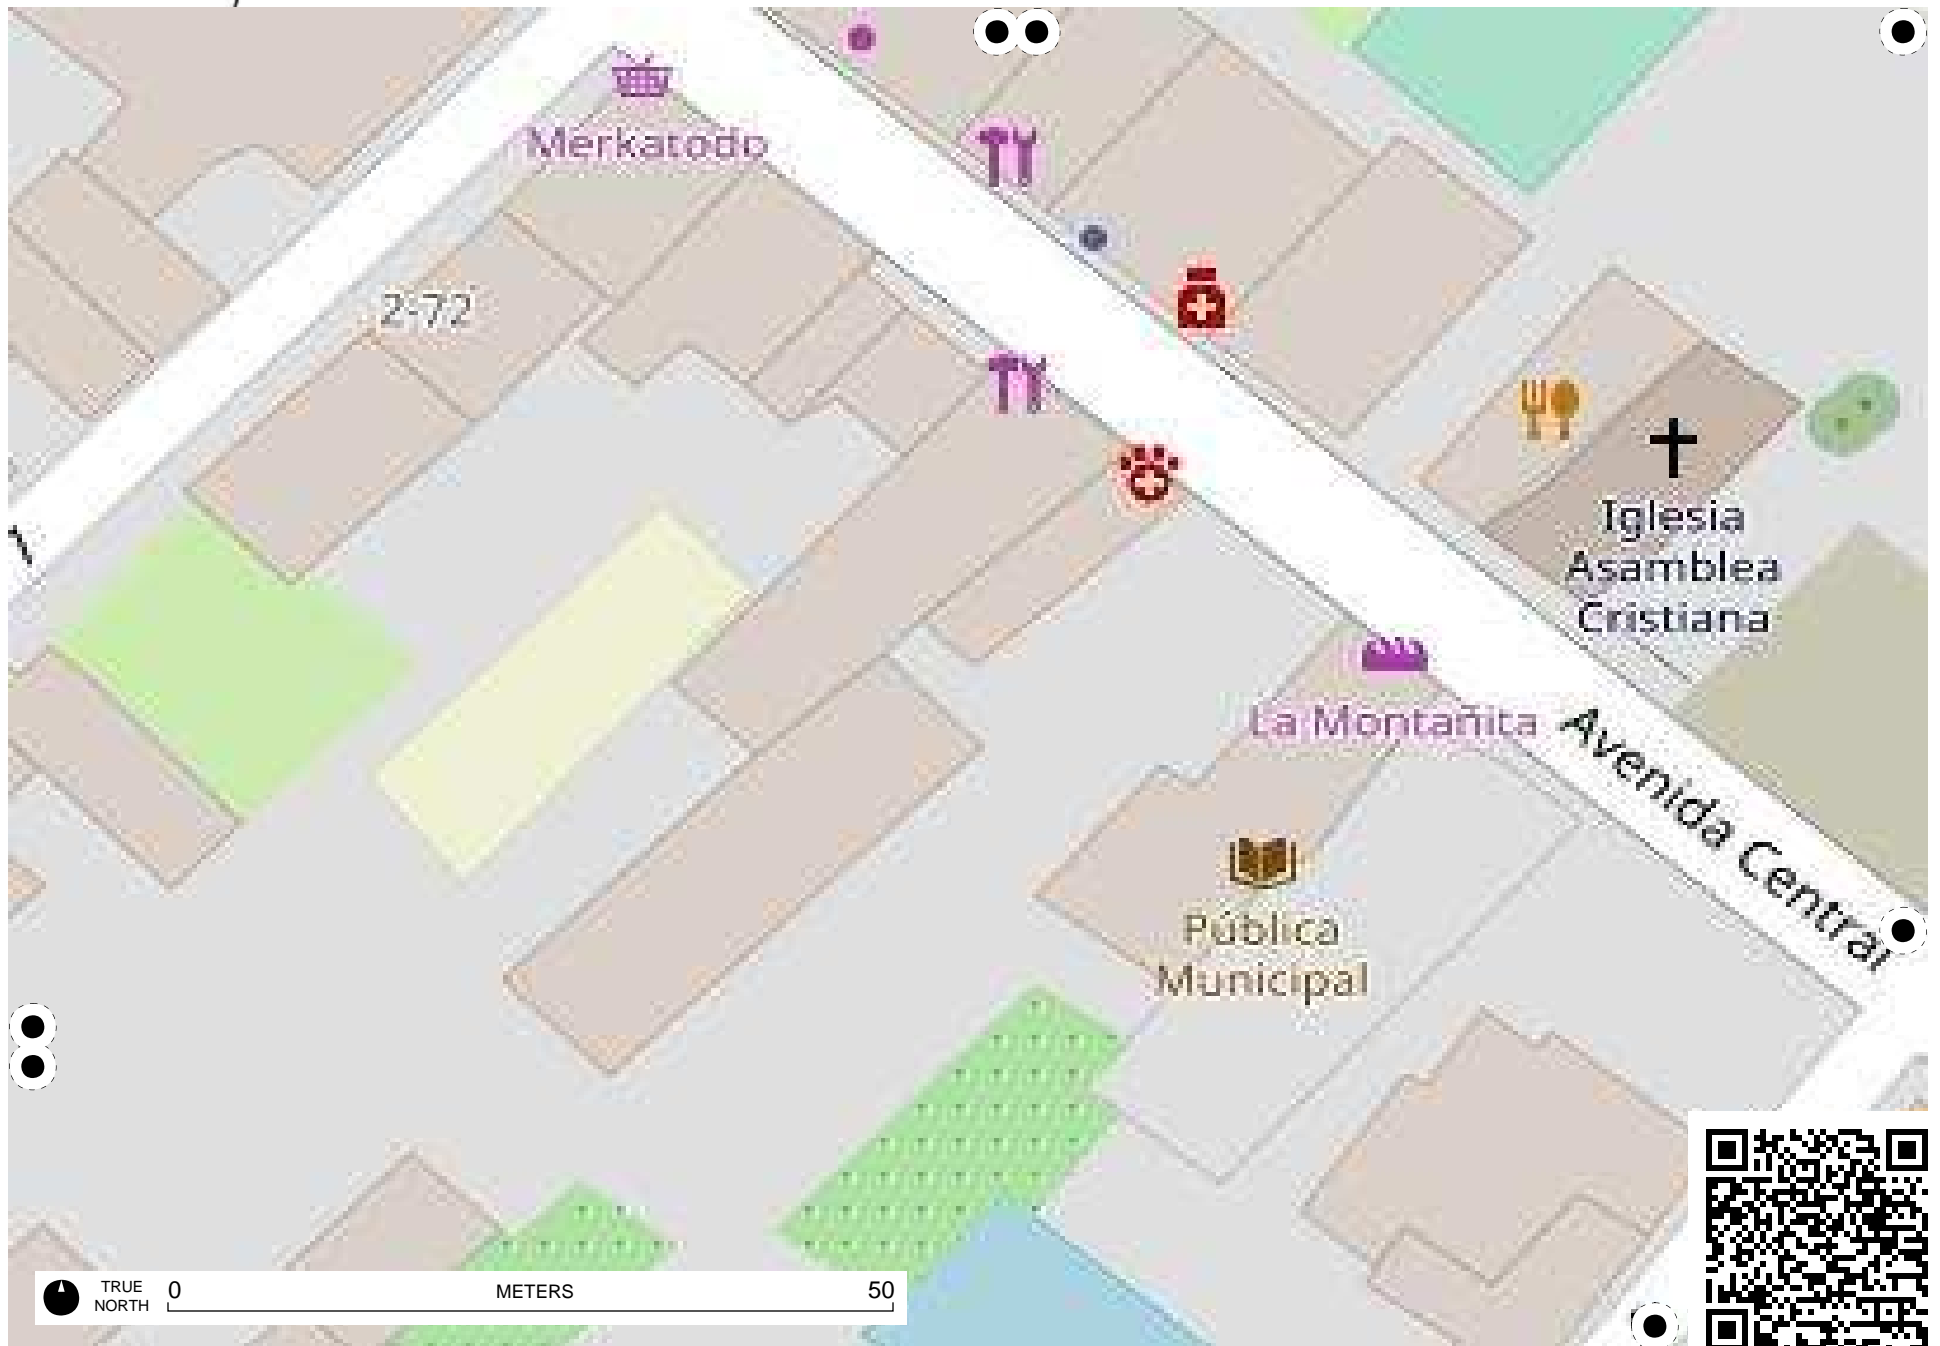 Merkatodo
2-72
Iglesia
Asamblea
Cristiana
La Montañita
Avenida Central
Pública
Municipal
TRUE
NORTH
0
METERS
50